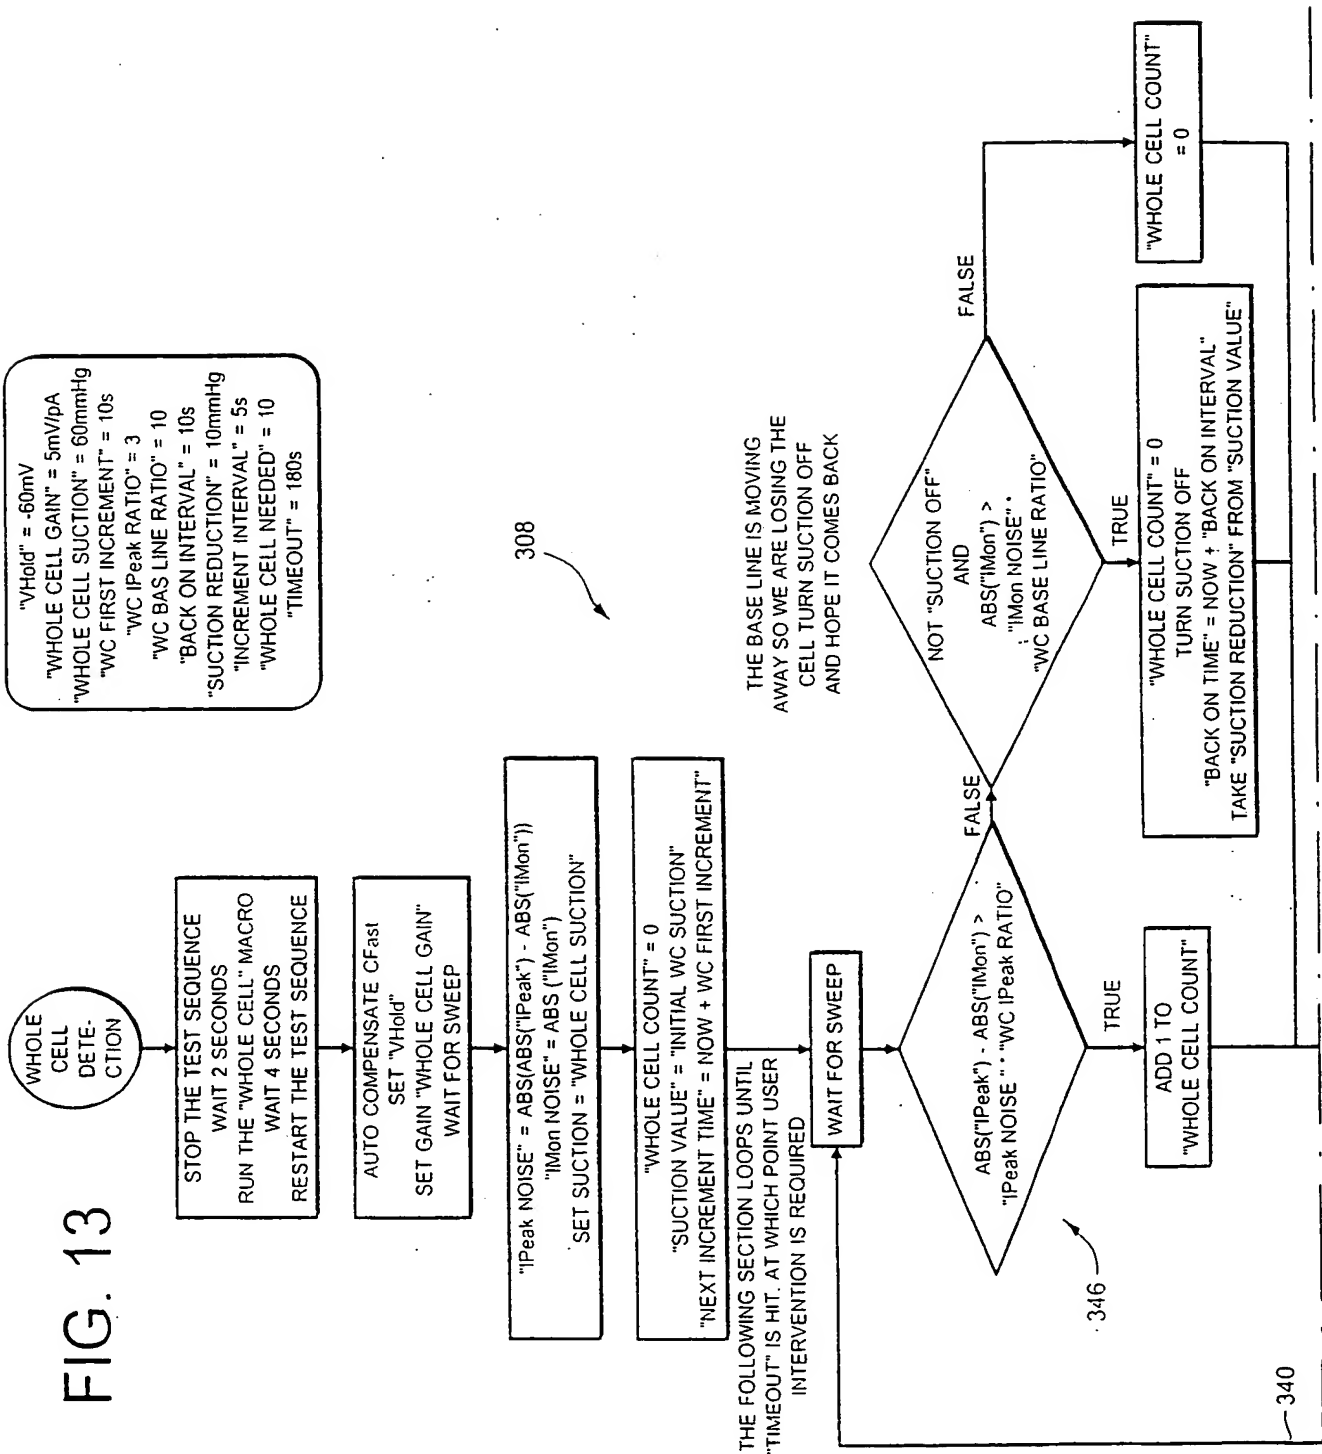 FIG. 13
WHOLE
CELL
DETE-
CTION
"VHold" = -60mV
"WHOLE CELL GAIN" = 5mV/pA
"WHOLE CELL SUCTION" = 60mmHg
"WC FIRST INCREMENT" = 10s
"WC IPeak RATIO" = 3
"WC BAS LINE RATIO" = 10
"BACK ON INTERVAL" = 10s
"SUCTION REDUCTION" = 10mmHg
"INCREMENT INTERVAL" = 5s
"WHOLE CELL NEEDED" = 10
"TIMEOUT" = 180s
STOP THE TEST SEQUENCE
WAIT 2 SECONDS
RUN THE "WHOLE CELL" MACRO
WAIT 4 SECONDS
RESTART THE TEST SEQUENCE
AUTO COMPENSATE CFast
SET "VHold"
SET GAIN "WHOLE CELL GAIN"
WAIT FOR SWEEP
"IPeak NOISE" = ABS(ABS("IPeak") - ABS("IMon"))
"IMon NOISE" = ABS ("IMon")
SET SUCTION = "WHOLE CELL SUCTION"
308
"WHOLE CELL COUNT" = 0
"SUCTION VALUE" = "INITIAL WC SUCTION"
"NEXT INCREMENT TIME" = NOW + WC FIRST INCREMENT"
THE FOLLOWING SECTION LOOPS UNTIL
"TIMEOUT" IS HIT. AT WHICH POINT USER
INTERVENTION IS REQUIRED
THE BASE LINE IS MOVING
AWAY SO WE ARE LOSING THE
CELL TURN SUCTION OFF
AND HOPE IT COMES BACK
WAIT FOR SWEEP
ABS("IPeak") - ABS("IMon") >
"IPeak NOISE " * "WC IPeak RATIO"
FALSE
NOT "SUCTION OFF"
AND
ABS("IMon") >
"IMon NOISE" *
"WC BASE LINE RATIO"
FALSE
346
TRUE
TRUE
ADD 1 TO
"WHOLE CELL COUNT"
"WHOLE CELL COUNT" = 0
TURN SUCTION OFF
"BACK ON TIME" = NOW + "BACK ON INTERVAL"
TAKE "SUCTION REDUCTION" FROM "SUCTION VALUE"
"WHOLE CELL COUNT"
= 0
340